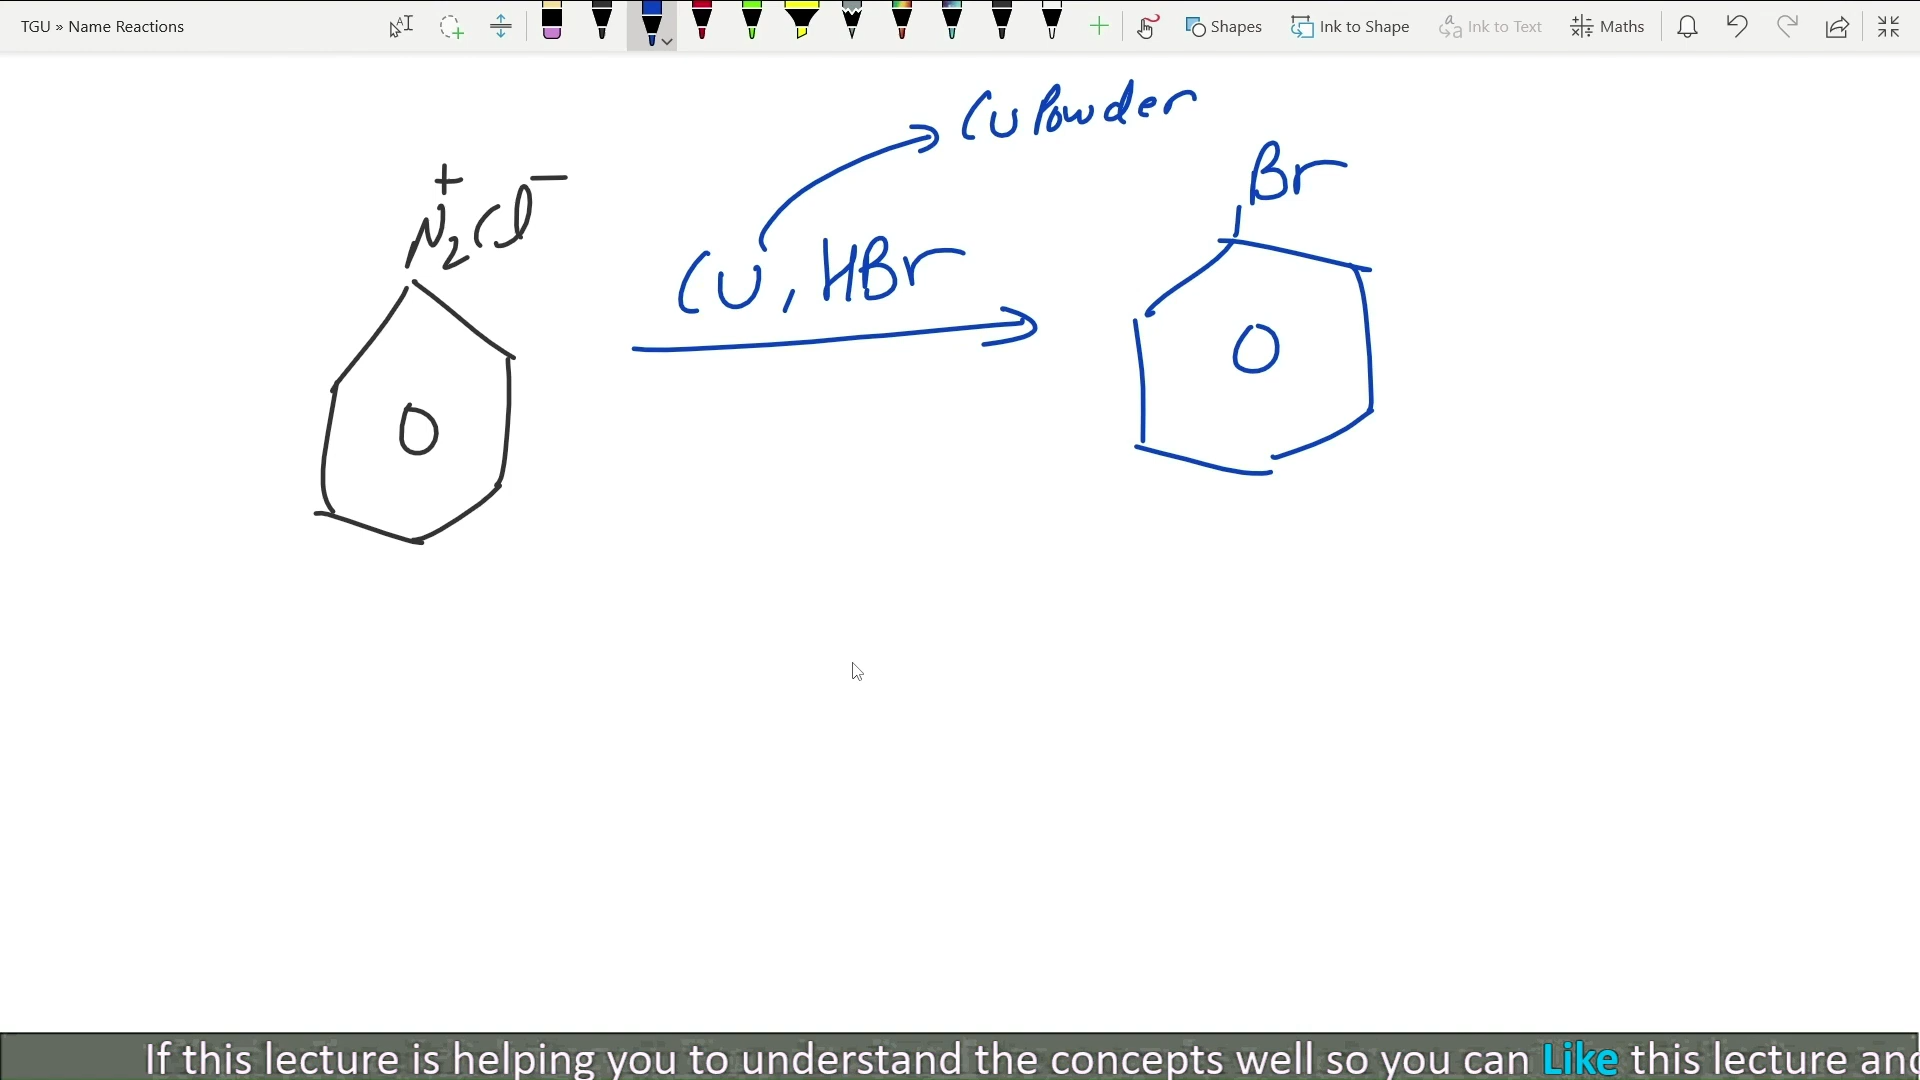 TGU » Name Reactions
Shapes
Ink to Shape
Ink to Text
Maths
Cu Powder
Br
+
N2Cl−
Cu, HBr
If this lecture is helping you to understand the concepts well so you can Like this lecture and